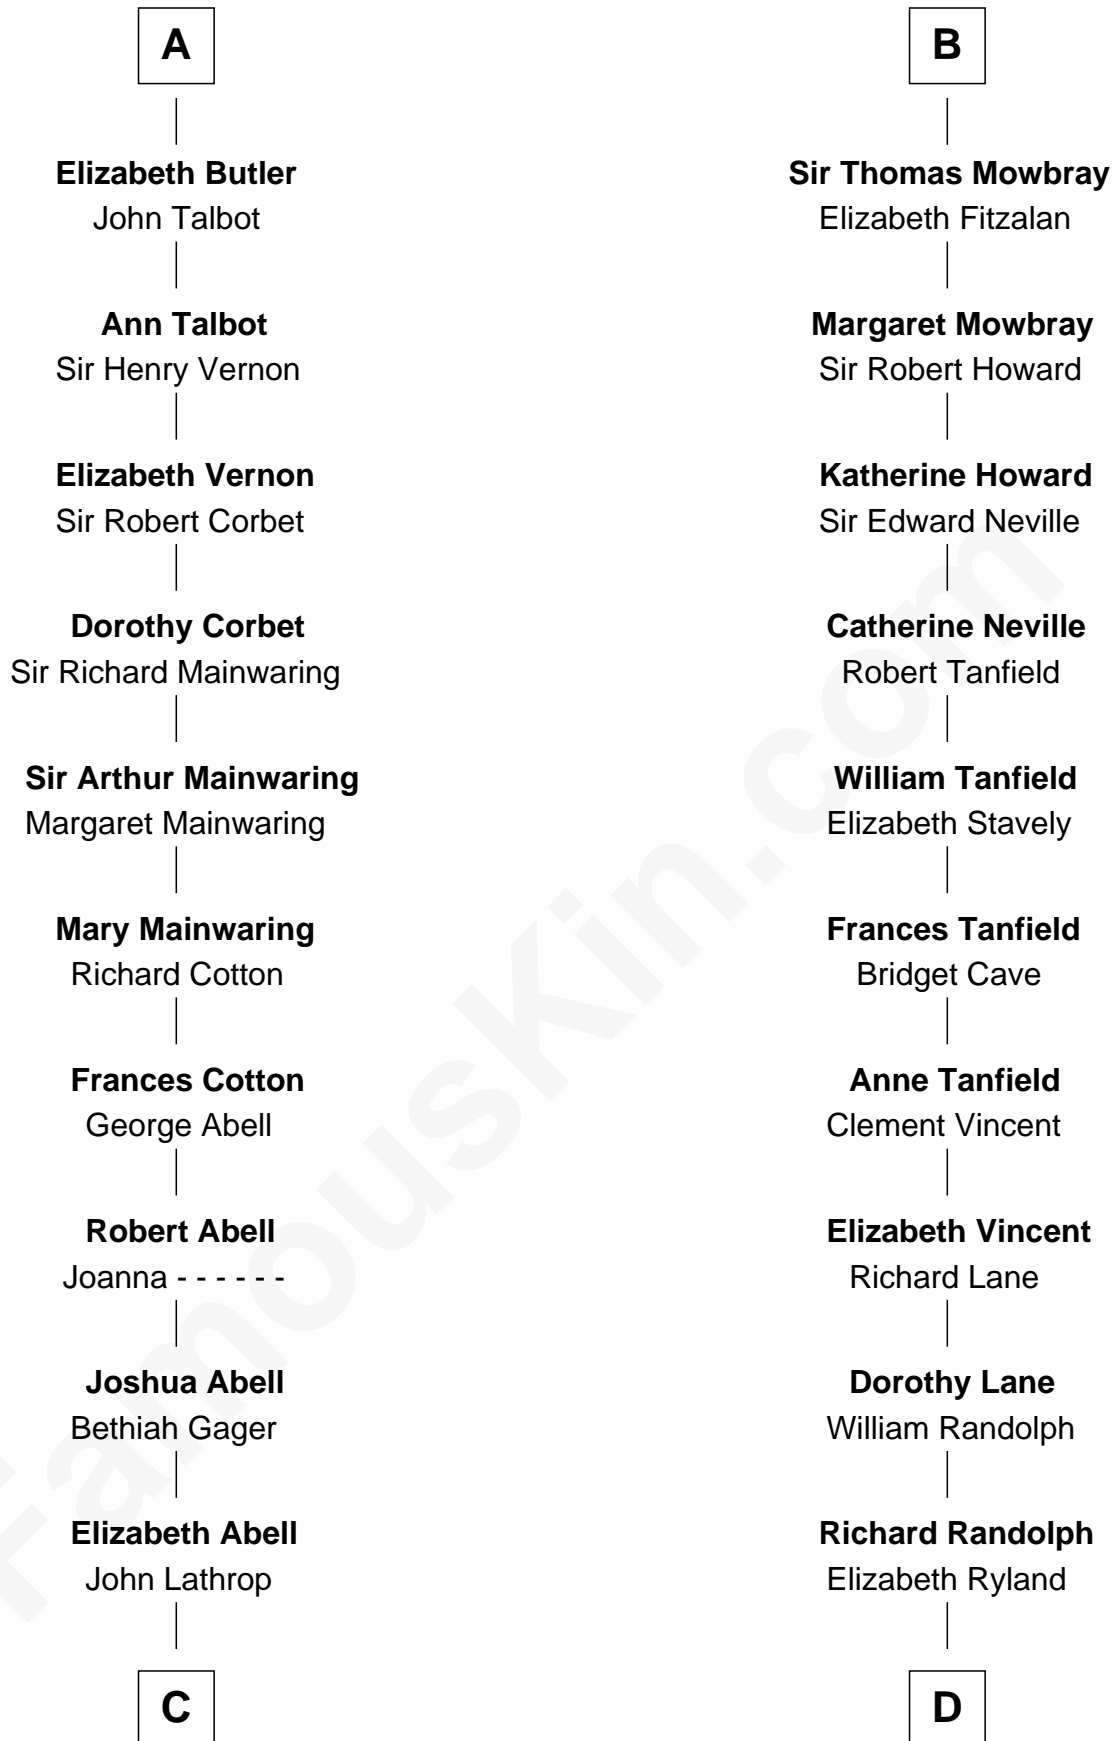 A
Elizabeth Butler
John Talbot
Ann Talbot
Sir Henry Vernon
Elizabeth Vernon
Sir Robert Corbet
Dorothy Corbet
Sir Richard Mainwaring
Sir Arthur Mainwaring
Margaret Mainwaring
Mary Mainwaring
Richard Cotton
Frances Cotton
George Abell
Robert Abell
Joanna - - - - - -
Joshua Abell
Bethiah Gager
Elizabeth Abell
John Lathrop
C
B
Sir Thomas Mowbray
Elizabeth Fitzalan
Margaret Mowbray
Sir Robert Howard
Katherine Howard
Sir Edward Neville
Catherine Neville
Robert Tanfield
William Tanfield
Elizabeth Stavely
Frances Tanfield
Bridget Cave
Anne Tanfield
Clement Vincent
Elizabeth Vincent
Richard Lane
Dorothy Lane
William Randolph
Richard Randolph
Elizabeth Ryland
D
FamousKin.com